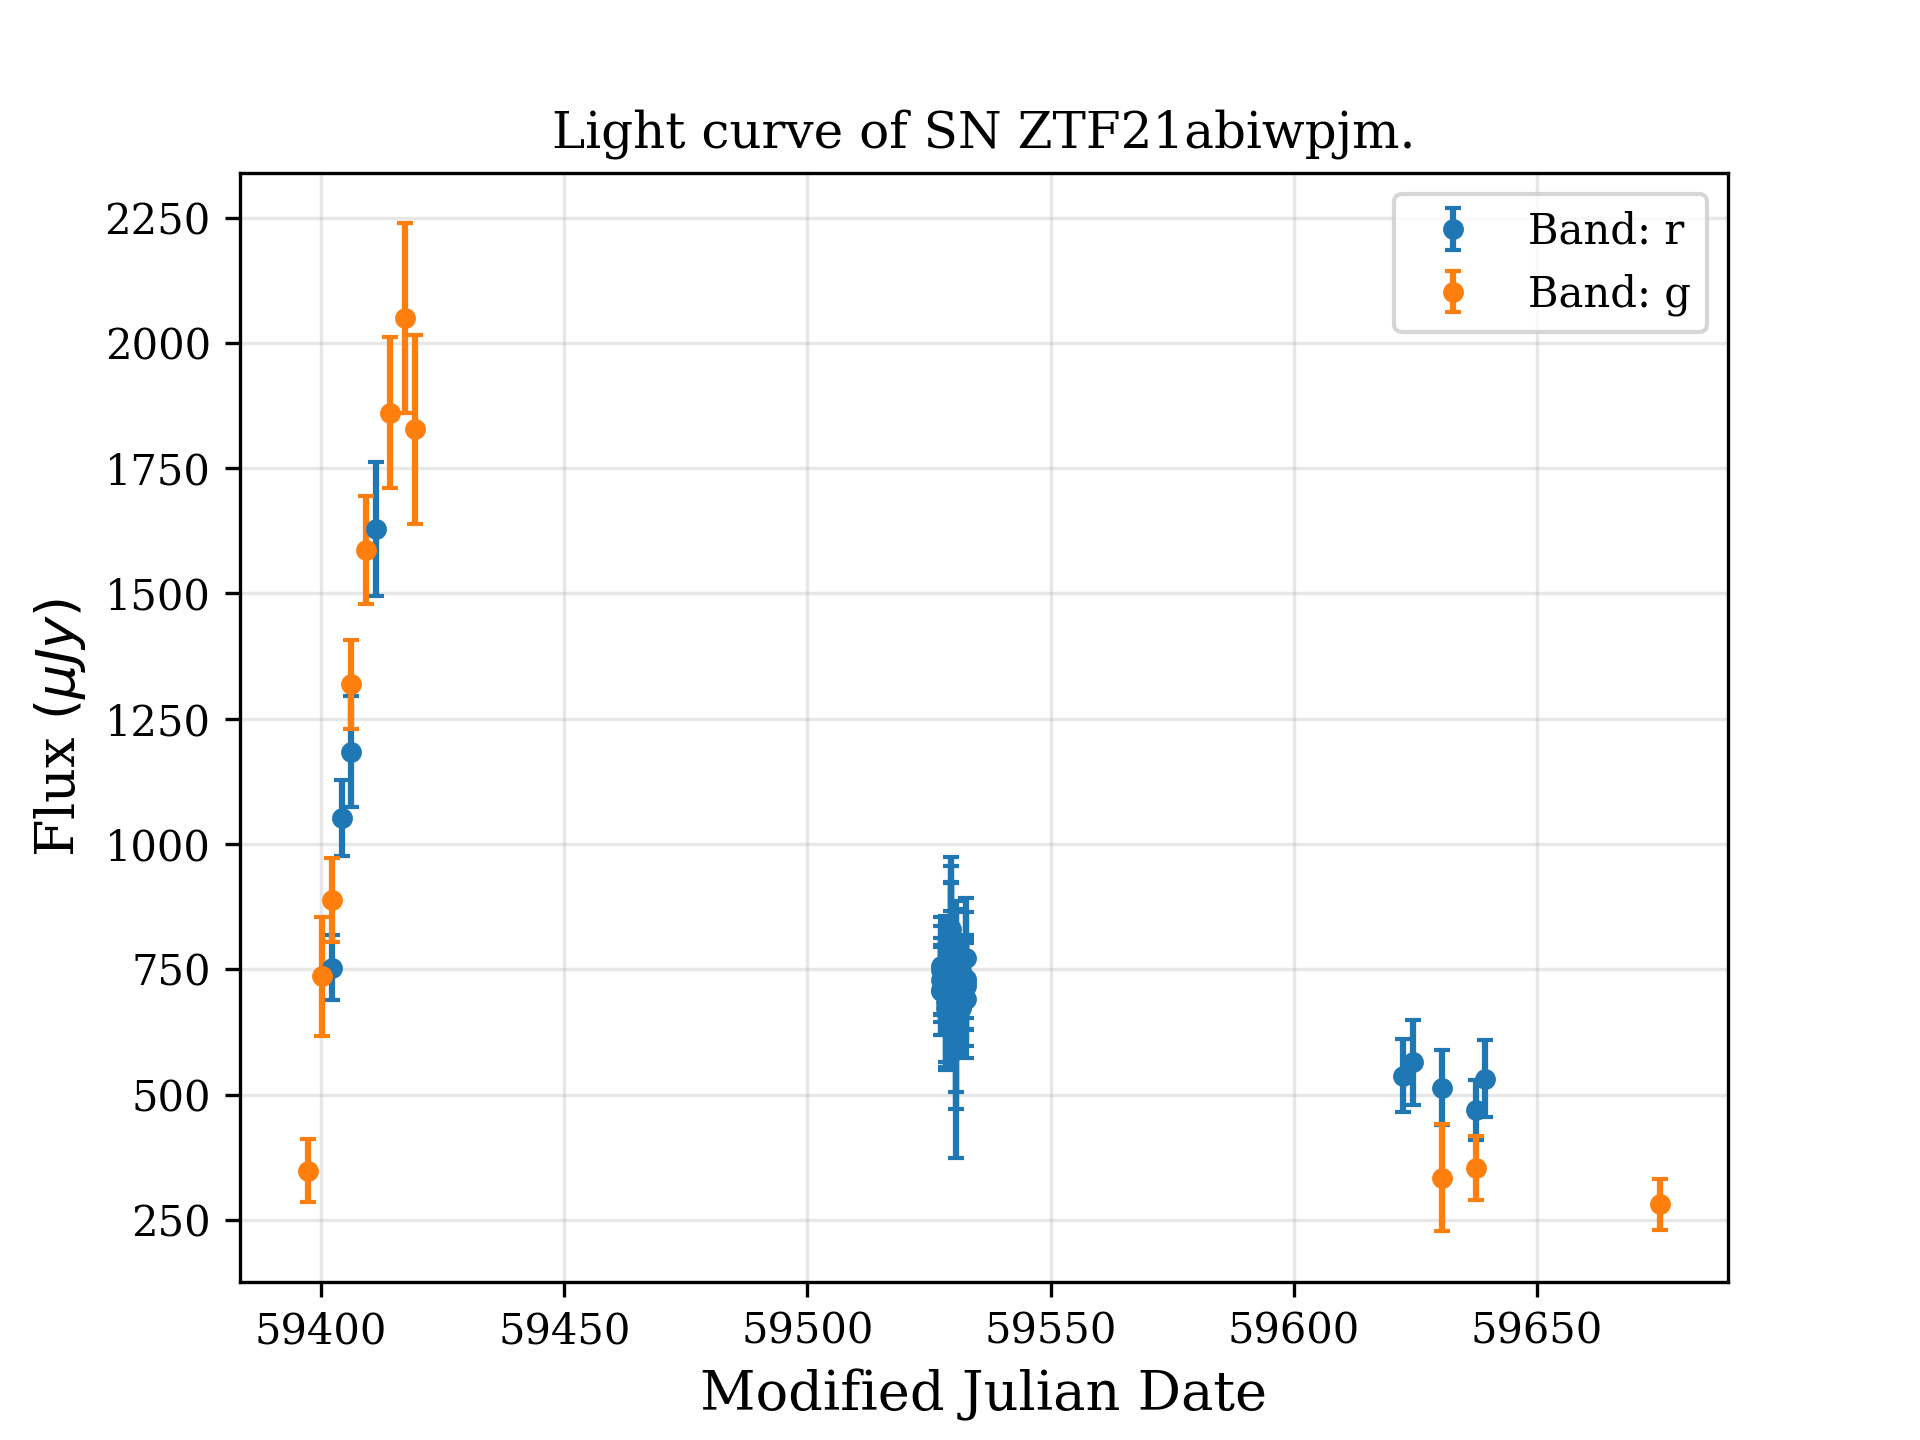 Light curve of SN ZTF21abiwpjm.
Band: r
Band: g
2250
2000
1750
1500
1250
1000
750
500
250
Flux (μJy)
59400 59450 59500 59550 59600 59650
Modified Julian Date